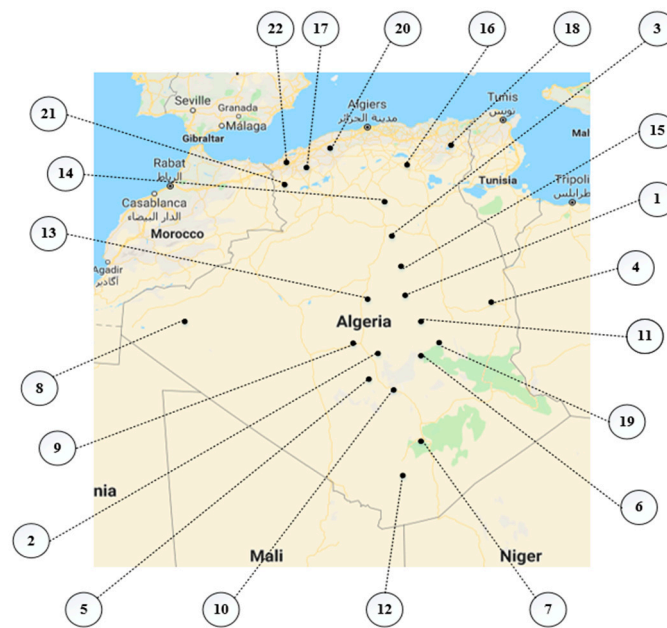 22
17
20
16
3
18
21
15
14
1
13
4
8
11
9
19
2
6
5
10
12
7
Seville
Granada
Málaga
Gibraltar
Algiers
مدينة الجزائر
Tunis
تونس
Mal
Rabat
الرباط
Tunisia
Tripoli
طرابلس
Casablanca
الدار البيضاء
Morocco
Agadir
أكادير
Algeria
nia
Mali
Niger